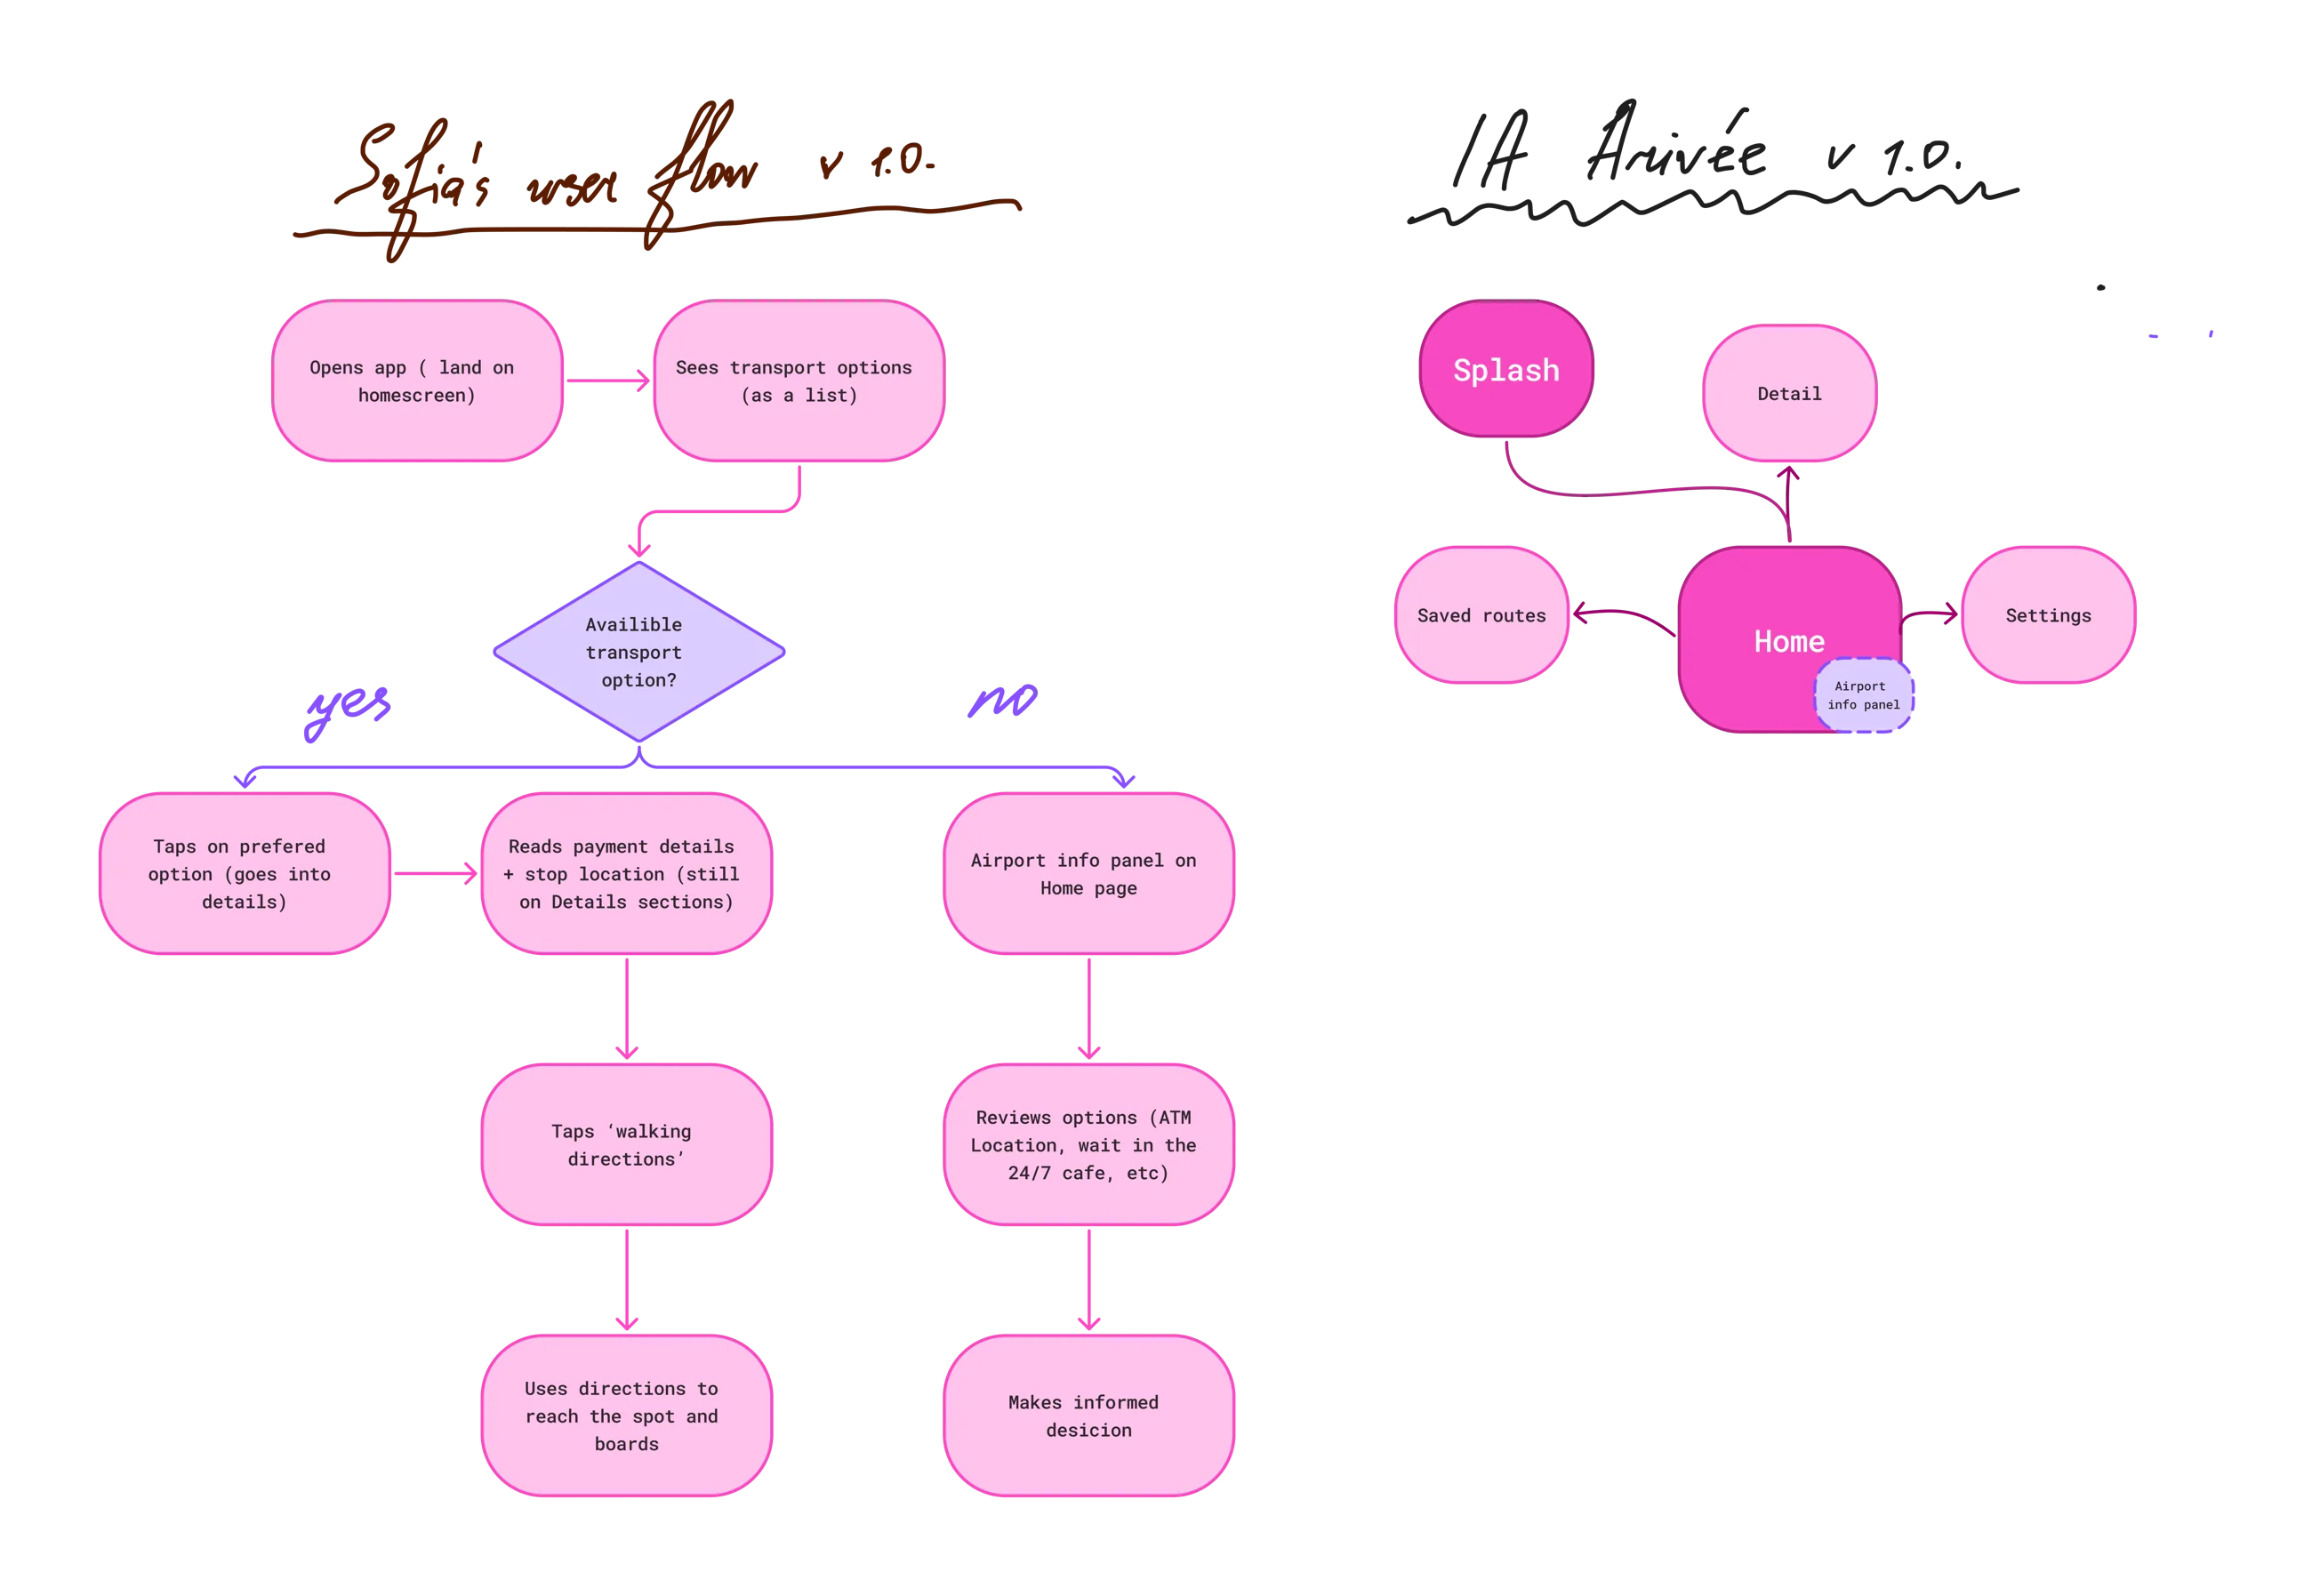 Sofia's user flow v 1.0.
Opens app ( land on
homescreen)
Sees transport options
(as a list)
Availible
transport
option?
yes
no
Taps on prefered
option (goes into
details)
Reads payment details
+ stop location (still
on Details sections)
Airport info panel on
Home page
Taps ‘walking
directions’
Reviews options (ATM
Location, wait in the
24/7 cafe, etc)
Uses directions to
reach the spot and
boards
Makes informed
desicion
IA Arivée v 1.0.
Splash
Detail
Saved routes
Home
Settings
Airport
info panel